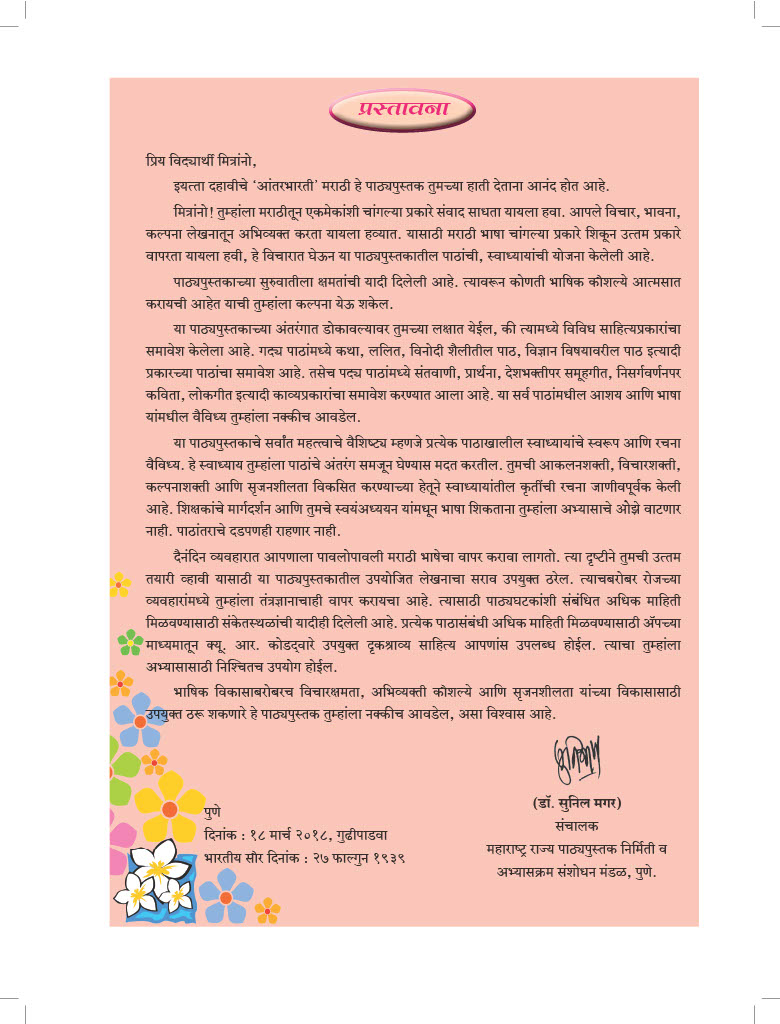 प्रस्तावना
प्रिय विद्यार्थी मित्रांनो,
इयत्ता दहावीचे ‘आंतरभारती’ मराठी हे पाठ्यपुस्तक तुमच्या हाती देताना आनंद होत आहे.
मित्रांनो! तुम्हांला मराठीतून एकमेकांशी चांगल्या प्रकारे संवाद साधता यायला हवा. आपले विचार, भावना,
कल्पना लेखनातून अभिव्यक्त करता यायला हव्यात. यासाठी मराठी भाषा चांगल्या प्रकारे शिकून उत्तम प्रकारे
वापरता यायला हवी, हे विचारात घेऊन या पाठ्यपुस्तकातील पाठांची, स्वाध्यायांची योजना केलेली आहे.
पाठ्यपुस्तकाच्या सुरुवातीला क्षमतांची यादी दिलेली आहे. त्यावरून कोणती भाषिक कौशल्ये आत्मसात
करायची आहेत याची तुम्हांला कल्पना येऊ शकेल.
या पाठ्यपुस्तकाच्या अंतरंगात डोकावल्यावर तुमच्या लक्षात येईल, की त्यामध्ये विविध साहित्यप्रकारांचा
समावेश केलेला आहे. गद्य पाठांमध्ये कथा, ललित, विनोदी शैलीतील पाठ, विज्ञान विषयावरील पाठ इत्यादी
प्रकारच्या पाठांचा समावेश आहे. तसेच पद्य पाठांमध्ये संतवाणी, प्रार्थना, देशभक्तीपर समूहगीत, निसर्गवर्णनपर
कविता, लोकगीत इत्यादी काव्यप्रकारांचा समावेश करण्यात आला आहे. या सर्व पाठांमधील आशय आणि भाषा
यांमधील वैविध्य तुम्हांला नक्कीच आवडेल.
या पाठ्यपुस्तकाचे सर्वांत महत्त्वाचे वैशिष्ट्य म्हणजे प्रत्येक पाठाखालील स्वाध्यायांचे स्वरूप आणि रचना
वैविध्य. हे स्वाध्याय तुम्हांला पाठांचे अंतरंग समजून घेण्यास मदत करतील. तुमची आकलनशक्ती, विचारशक्ती,
कल्पनाशक्ती आणि सृजनशीलता विकसित करण्याच्या हेतूने स्वाध्यायांतील कृतींची रचना जाणीवपूर्वक केली
आहे. शिक्षकांचे मार्गदर्शन आणि तुमचे स्वयंअध्ययन यांमधून भाषा शिकताना तुम्हांला अभ्यासाचे ओझे वाटणार
नाही. पाठांतराचे दडपणही राहणार नाही.
दैनंदिन व्यवहारात आपणाला पावलोपावली मराठी भाषेचा वापर करावा लागतो. त्या दृष्टीने तुमची उत्तम
तयारी व्हावी यासाठी या पाठ्यपुस्तकातील उपयोजित लेखनाचा सराव उपयुक्त ठरेल. त्याचबरोबर रोजच्या
व्यवहारांमध्ये तुम्हांला तंत्रज्ञानाचाही वापर करायचा आहे. त्यासाठी पाठ्यघटकांशी संबंधित अधिक माहिती
मिळवण्यासाठी संकेतस्थळांची यादीही दिलेली आहे. प्रत्येक पाठासंबंधी अधिक माहिती मिळवण्यासाठी ॲपच्या
माध्यमातून क्यू. आर. कोडद्‍वारे उपयुक्त दृकश्राव्य साहित्य आपणांस उपलब्ध होईल. त्याचा तुम्हांला
अभ्यासासाठी निश्चितच उपयोग होईल.
भाषिक विकासाबरोबरच विचारक्षमता, अभिव्यक्ती कौशल्ये आणि सृजनशीलता यांच्या विकासासाठी
उपयुक्त ठरू शकणारे हे पाठ्यपुस्तक तुम्हांला नक्कीच आवडेल, असा विश्वास आहे.
पुणे
दिनांक : १८ मार्च २०१८, गुढीपाडवा
भारतीय सौर दिनांक : २७ फाल्गुन १९३९
(डॉ. सुनिल मगर)
संचालक
महाराष्ट्र राज्य पाठ्यपुस्तक निर्मिती व
अभ्यासक्रम संशोधन मंडळ, पुणे.